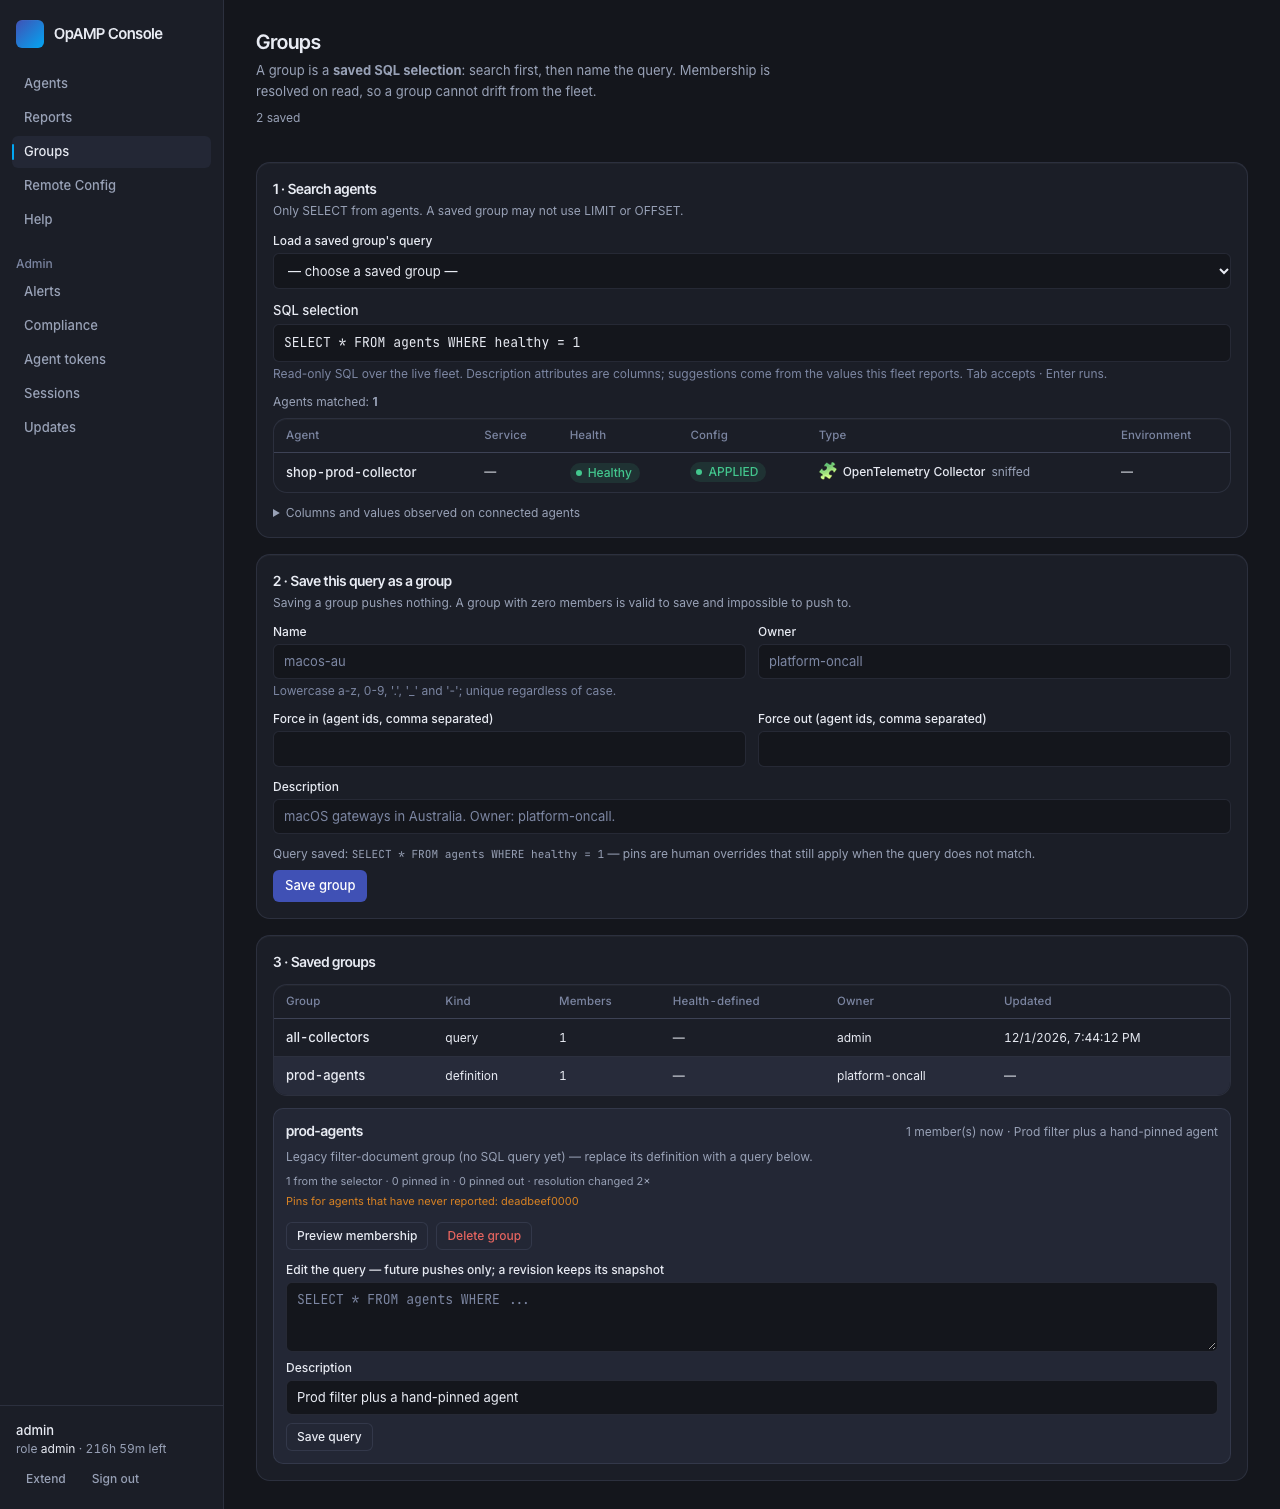 OpAMP Console
Agents
Reports
Groups
Remote Config
Help
Admin
Alerts
Compliance
Agent tokens
Sessions
Updates
admin
role admin · 216h 59m left
Extend Sign out
Groups
A group is a saved SQL selection: search first, then name the query. Membership is
resolved on read, so a group cannot drift from the fleet.
2 saved
1 · Search agents
Only SELECT from agents. A saved group may not use LIMIT or OFFSET.
Load a saved group's query
— choose a saved group —
SQL selection
SELECT * FROM agents WHERE healthy = 1
Read-only SQL over the live fleet. Description attributes are columns; suggestions come from the values this fleet reports. Tab accepts · Enter runs.
Agents matched: 1
Agent Service Health Config Type Environment
shop-prod-collector — Healthy APPLIED OpenTelemetry Collector sniffed —
Columns and values observed on connected agents
2 · Save this query as a group
Saving a group pushes nothing. A group with zero members is valid to save and impossible to push to.
Name Owner
macos-au platform-oncall
Lowercase a-z, 0-9, '.', '_' and '-'; unique regardless of case.
Force in (agent ids, comma separated) Force out (agent ids, comma separated)
Description
macOS gateways in Australia. Owner: platform-oncall.
Query saved: SELECT * FROM agents WHERE healthy = 1 — pins are human overrides that still apply when the query does not match.
Save group
3 · Saved groups
Group Kind Members Health-defined Owner Updated
all-collectors query 1 — admin 12/1/2026, 7:44:12 PM
prod-agents definition 1 — platform-oncall —
prod-agents 1 member(s) now · Prod filter plus a hand-pinned agent
Legacy filter-document group (no SQL query yet) — replace its definition with a query below.
1 from the selector · 0 pinned in · 0 pinned out · resolution changed 2×
Pins for agents that have never reported: deadbeef0000
Preview membership Delete group
Edit the query — future pushes only; a revision keeps its snapshot
SELECT * FROM agents WHERE ...
Description
Prod filter plus a hand-pinned agent
Save query